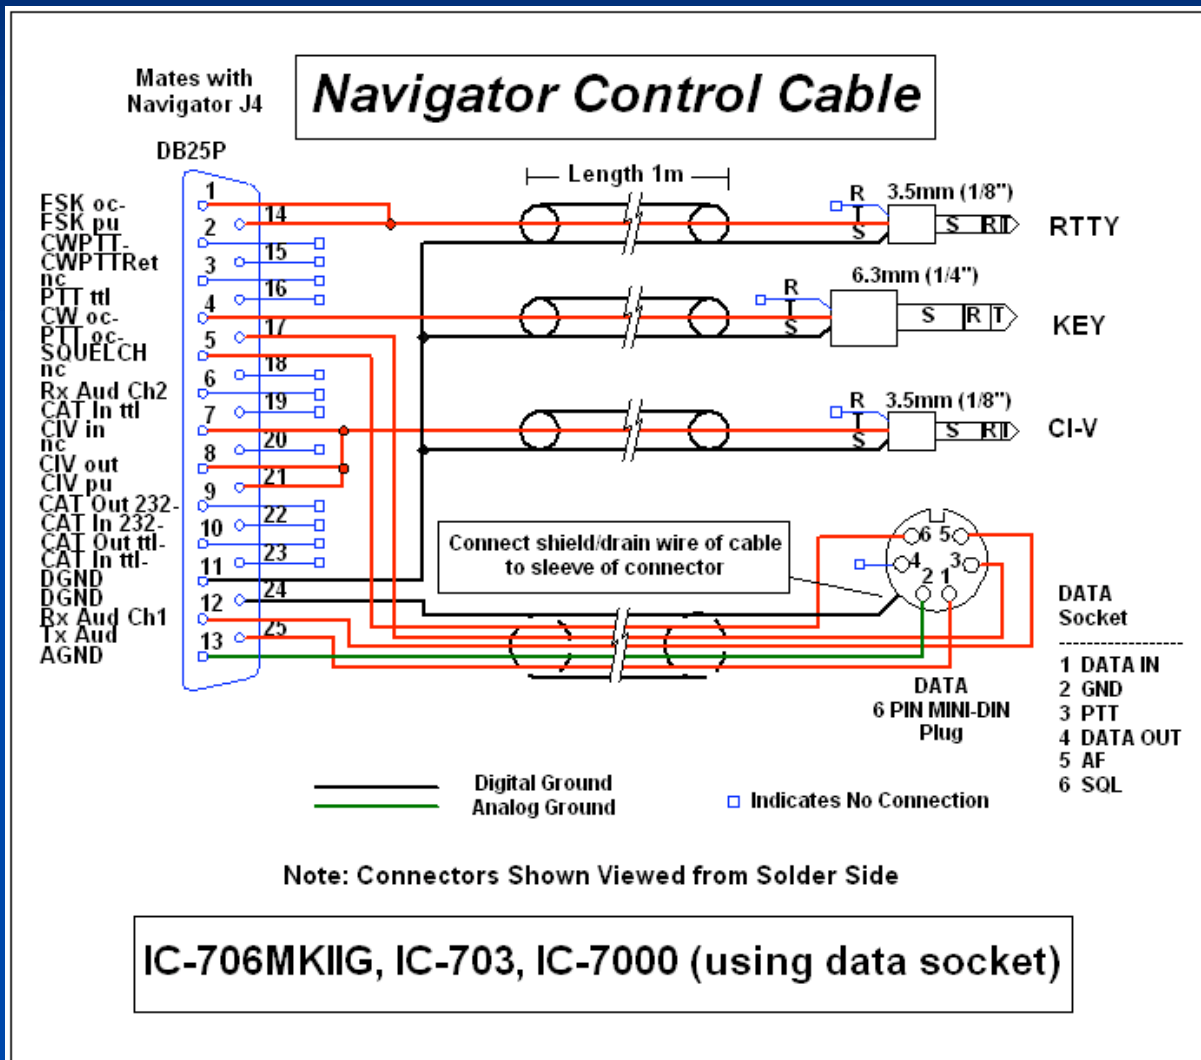 Mates with
Navigator J4
Navigator Control Cable
DB25P
Length 1m
FSK oc-
FSK pu
CWPTT-
CWPTTRet
nc
PTT ttl
CW oc-
PTT oc-
SQUELCH
nc
Rx Aud Ch2
CAT In ttl
CIV in
nc
CIV out
CIV pu
CAT Out 232-
CAT In 232-
CAT Out ttl-
CAT In ttl-
DGND
DGND
Rx Aud Ch1
Tx Aud
AGND
1
14
2
15
3
16
4
17
5
18
6
19
7
20
8
21
9
22
10
23
11
24
12
25
13
R
T
S
3.5mm (1/8")
S R T
RTTY
R
T
S
6.3mm (1/4")
S R T
KEY
R
T
S
3.5mm (1/8")
S R T
CI-V
Connect shield/drain wire of cable
to sleeve of connector
6 5
4 3
2 1
DATA
6 PIN MINI-DIN
Plug
DATA
Socket
------------------
1 DATA IN
2 GND
3 PTT
4 DATA OUT
5 AF
6 SQL
Digital Ground
Analog Ground
Indicates No Connection
Note: Connectors Shown Viewed from Solder Side
IC-706MKIIG, IC-703, IC-7000 (using data socket)